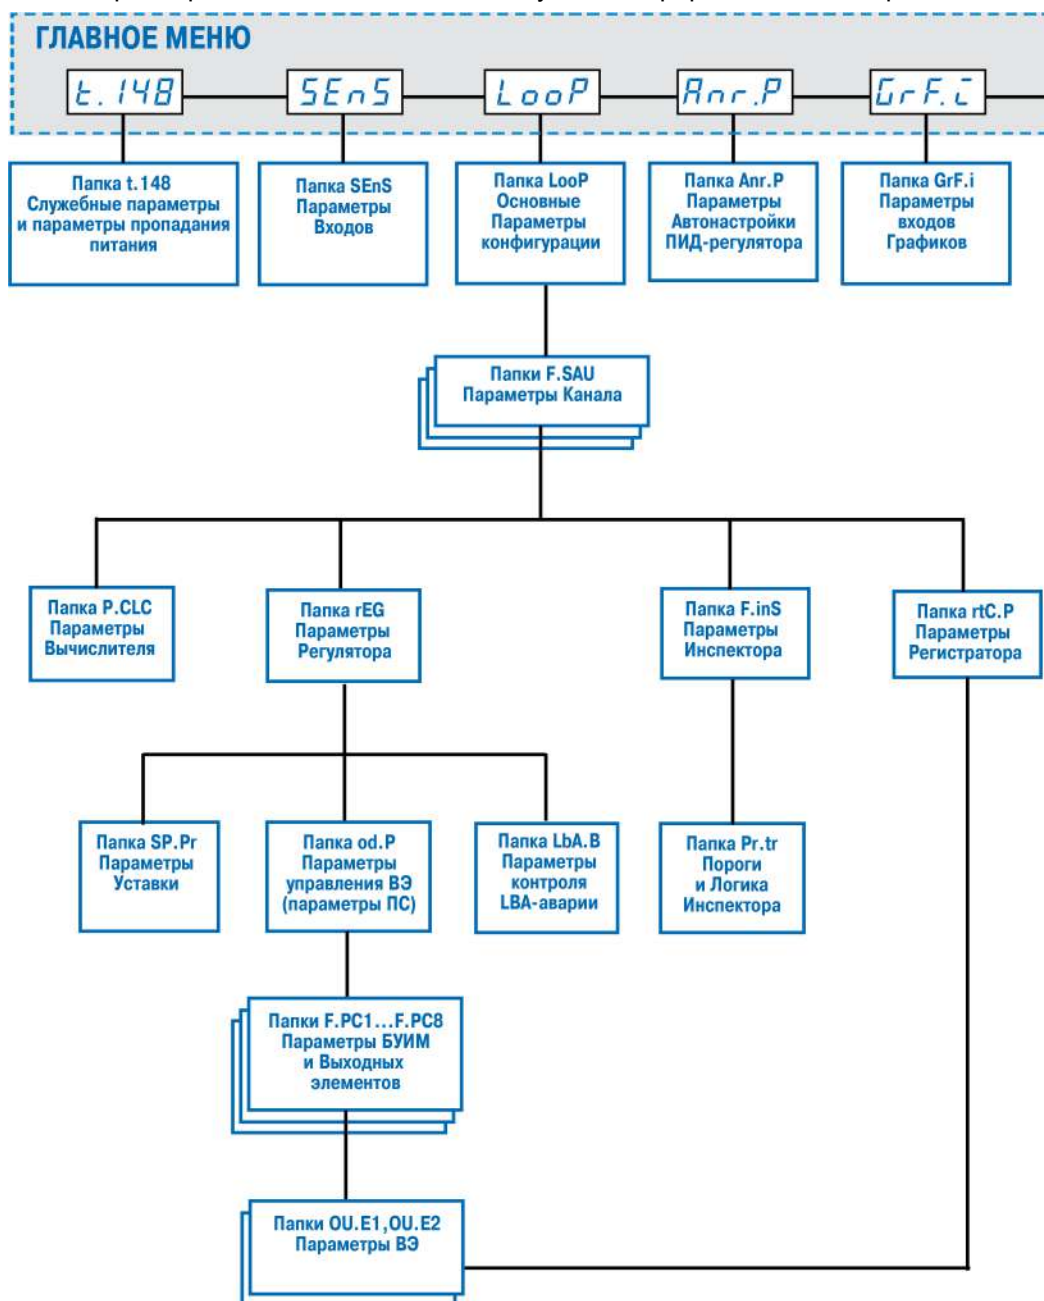 ГЛАВНОЕ МЕНЮ
t.148
SEnS
LooP
Anr.P
GrF.i
Папка t.148
Служебные параметры
и параметры пропадания
питания
Папка SEnS
Параметры
Входов
Папка LooP
Основные
Параметры
конфигурации
Папка Anr.P
Параметры
Автонастройки
ПИД-регулятора
Папка GrF.i
Параметры
входов
Графиков
Папки F.SAU
Параметры Канала
Папка P.CLC
Параметры
Вычислителя
Папка rEG
Параметры
Регулятора
Папка F.inS
Параметры
Инспектора
Папка rtC.P
Параметры
Регистратора
Папка SP.Pr
Параметры
Уставки
Папка od.P
Параметры
управления ВЭ
(параметры ПС)
Папка LbA.B
Параметры
контроля
LBA-аварии
Папка Pr.tr
Пороги
и Логика
Инспектора
Папки F.PC1...F.PC8
Параметры БУИМ
и Выходных
элементов
Папки OU.E1,OU.E2
Параметры ВЭ